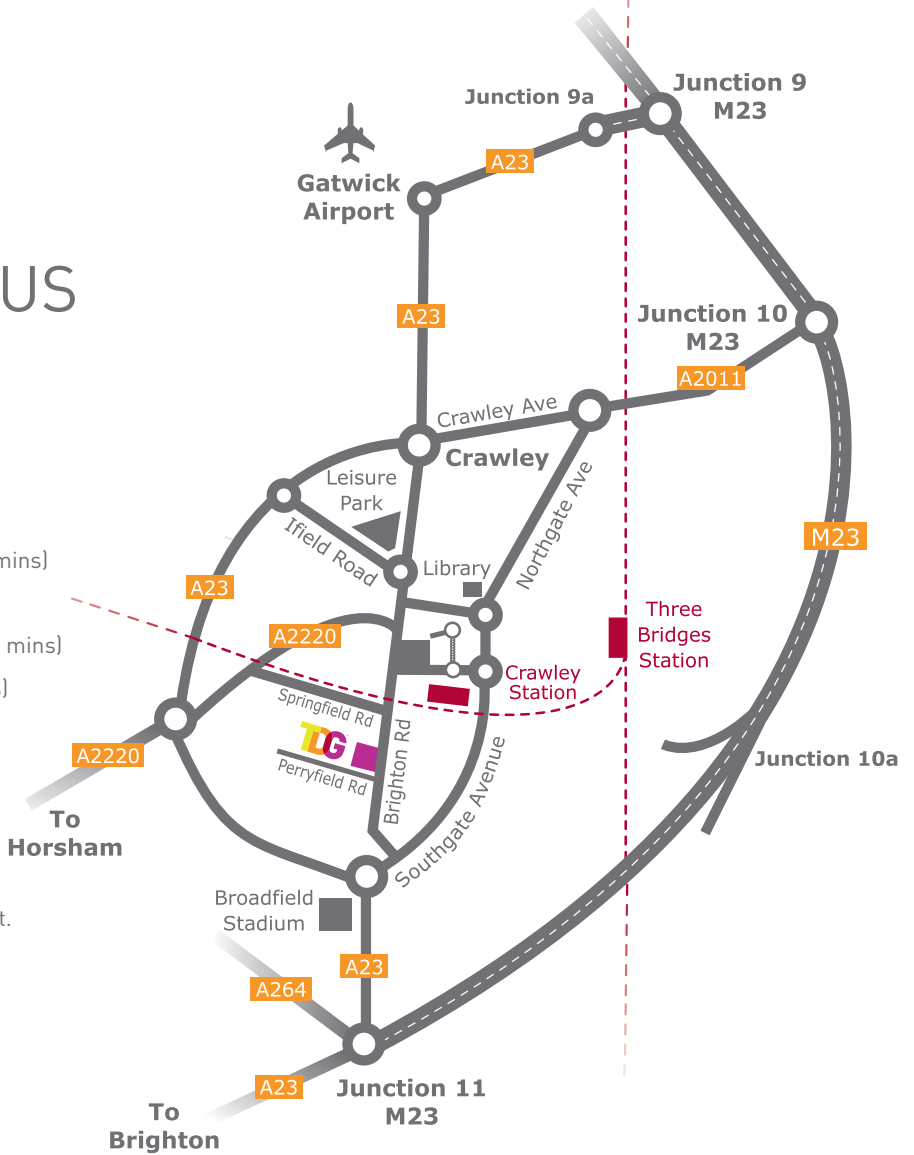 Junction 9
M23
Junction 9a
A23
Gatwick
Airport
US
A23
Junction 10
M23
A2011
Crawley Ave
Crawley
Leisure
Park
Northgate Ave
Ifield Road
M23
mins)
Library
A23
Three
Bridges
Station
A2220
mins)
Crawley
Station
)
Springfield Rd
TDG
Brighton Rd
A2220
Perryfield Rd
Southgate Avenue
Junction 10a
To
Horsham
Broadfield
Stadium
t.
A23
A264
A23
Junction 11
M23
To
Brighton